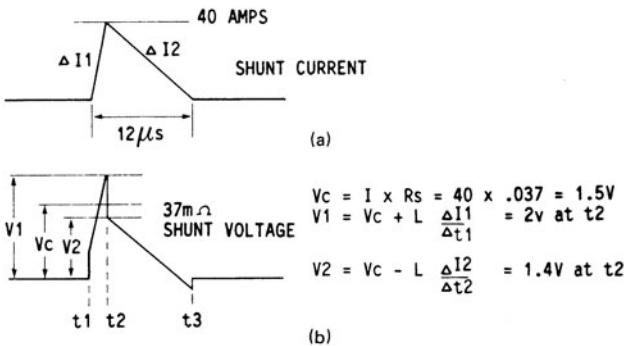 40 AMPS
Δ I1
Δ I2
SHUNT CURRENT
12μs
(a)
V1
Vc
V2
37mΩ
SHUNT VOLTAGE
t1 t2 t3
(b)
Vc = I x Rs = 40 x .037 = 1.5V
V1 = Vc + L ΔI1/Δt1 = 2v at t2
V2 = Vc - L ΔI2/Δt2 = 1.4V at t2